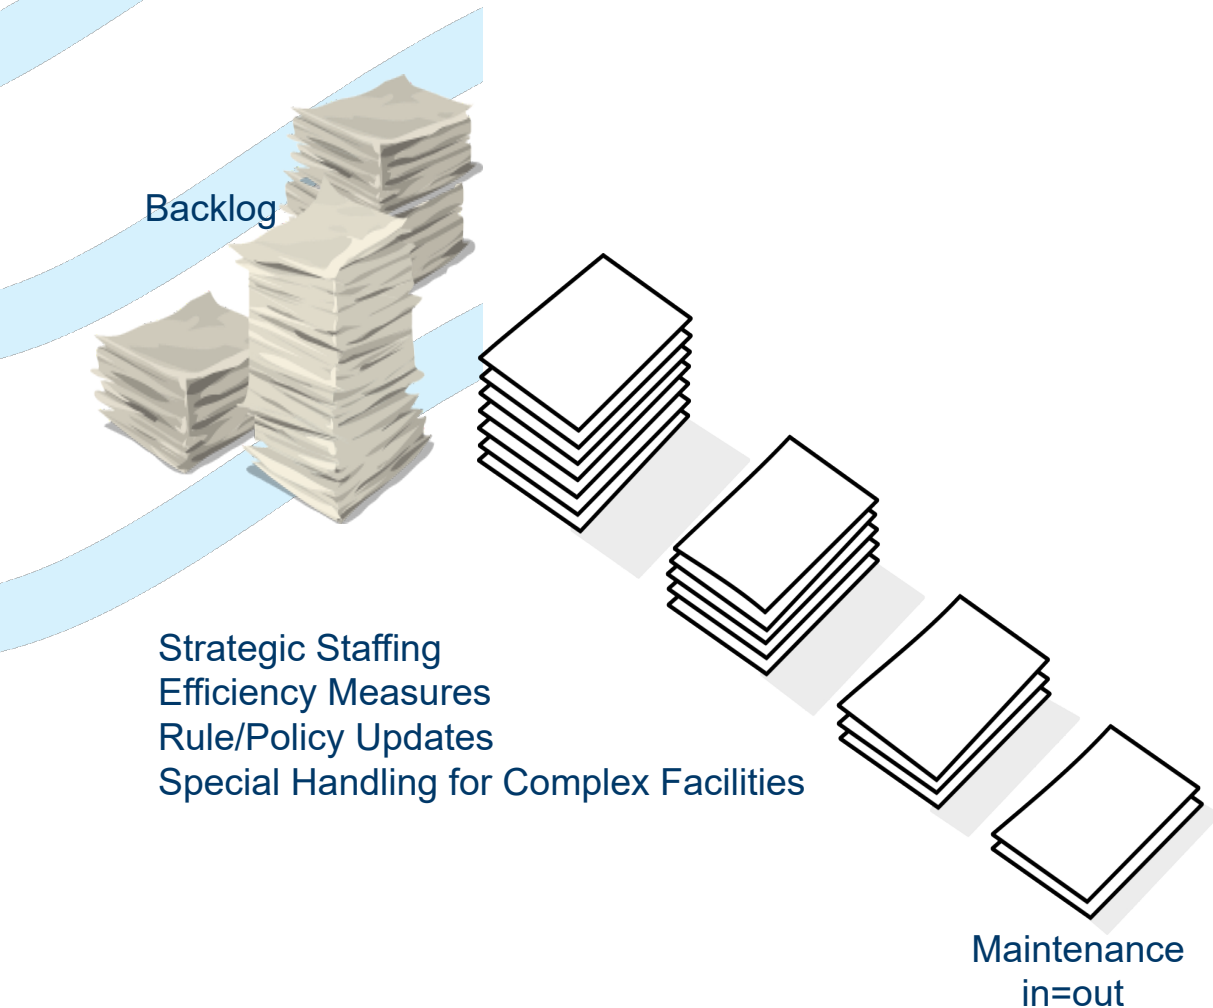 Backlog
Strategic Staffing
Efficiency Measures
Rule/Policy Updates
Special Handling for Complex Facilities
Maintenance
in=out